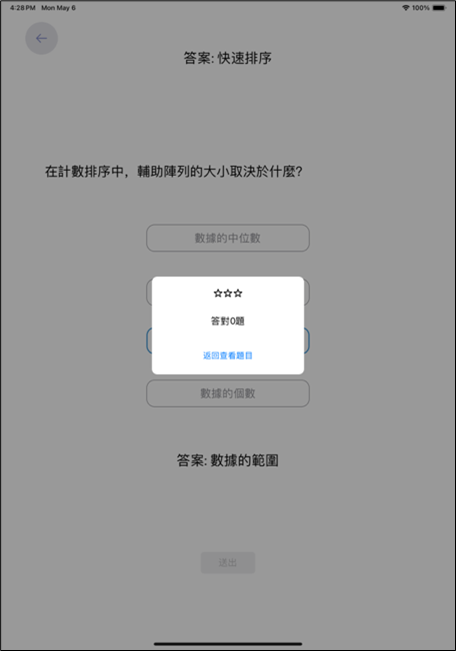 4:28 PM Mon May 6 100%
答案: 快速排序
在計數排序中，輔助陣列的大小取決於什麼?
數據的中位數
☆☆☆
答對0題
返回查看題目
數據的個數
答案: 數據的範圍
送出